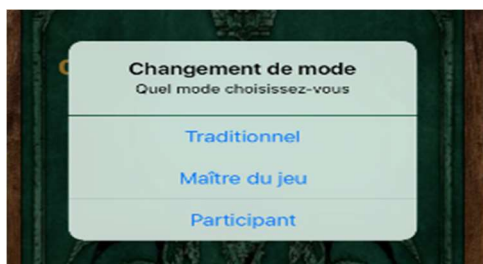 Changement de mode
Quel mode choisissez-vous
Traditionnel
Maître du jeu
Participant